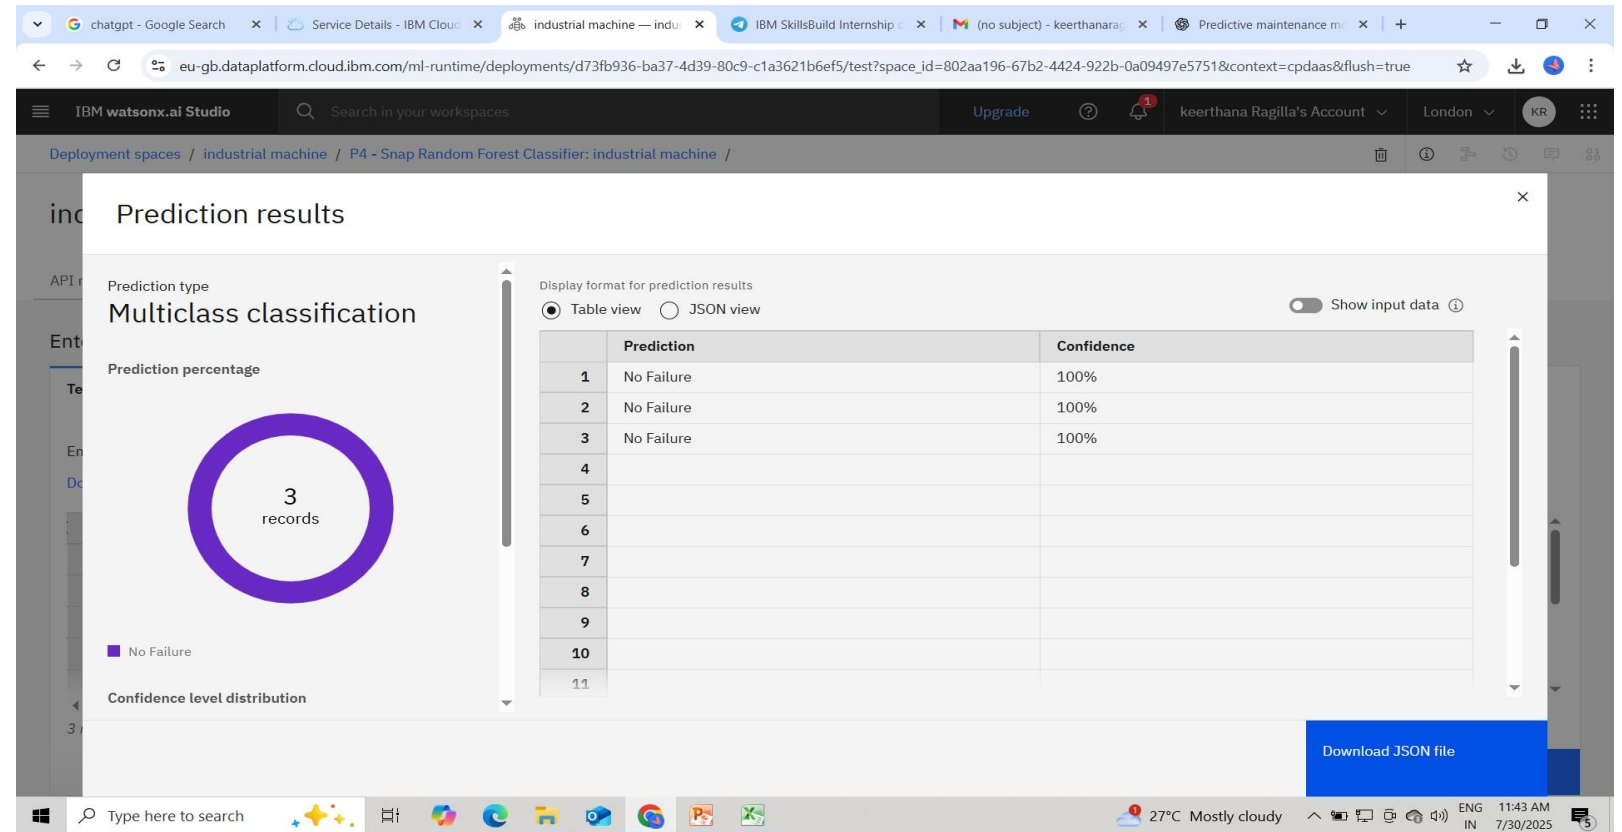 chatgpt - Google Search
Service Details - IBM Cloud
industrial machine — indus
IBM SkillsBuild Internship
(no subject) - keerthanarag
Predictive maintenance
eu-gb.dataplatform.cloud.ibm.com/ml-runtime/deployments/d73fb936-ba37-4d39-80c9-c1a3621b6ef5/test?space_id=802aa196-67b2-4424-922b-0a09497e5751&context=cpdaas&flush=true
IBM watsonx.ai Studio
Search in your workspaces
Upgrade
1
keerthana Ragilla's Account
London
KR
Deployment spaces / industrial machine / P4 - Snap Random Forest Classifier: industrial machine /
Prediction results
API
Prediction type
Multiclass classification
Prediction percentage
3
records
No Failure
Confidence level distribution
Display format for prediction results
Table view
JSON view
Show input data
Prediction Confidence
1 No Failure 100%
2 No Failure 100%
3 No Failure 100%
4
5
6
7
8
9
10
11
Download JSON file
Type here to search
27°C Mostly cloudy
ENG
IN
11:43 AM
7/30/2025
5